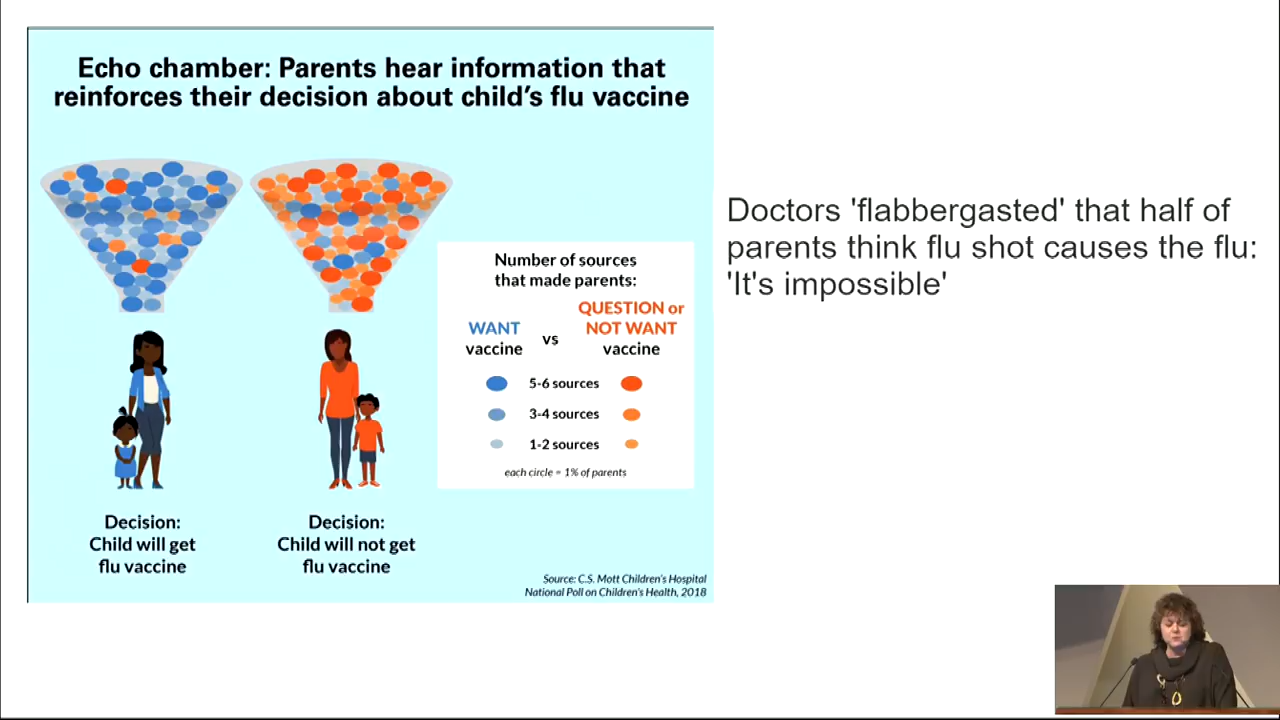 Echo chamber: Parents hear information that
reinforces their decision about child's flu vaccine
Doctors 'flabbergasted' that half of
parents think flu shot causes the flu:
'It's impossible'
Number of sources
that made parents:
WANT
vaccine
vs
QUESTION or
NOT WANT
vaccine
5-6 sources
3-4 sources
1-2 sources
each circle = 1% of parents
Decision:
Child will get
flu vaccine
Decision:
Child will not get
flu vaccine
Source: C.S. Mott Children's Hospital
National Poll on Children's Health, 2018